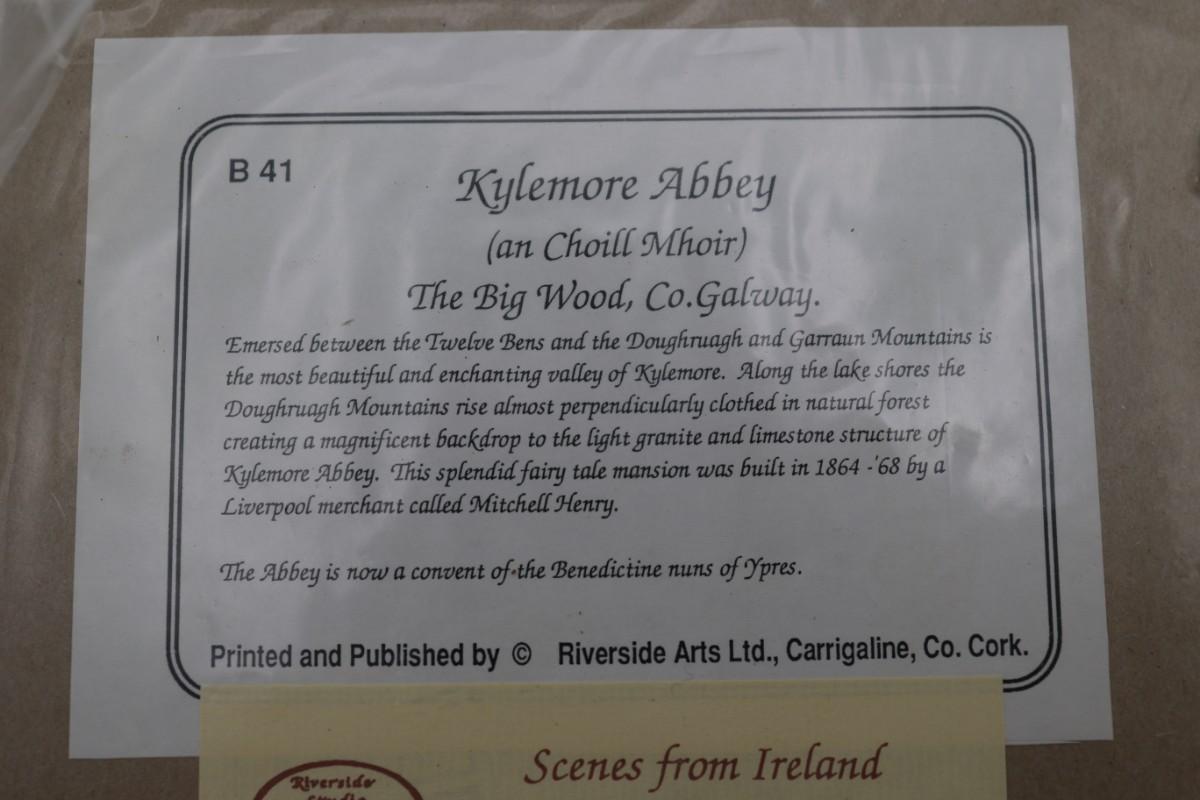 B 41
Kylemore Abbey
(an Choill Mhoir)
The Big Wood, Co.Galway.
Emersed between the Twelve Bens and the Doughruagh and Garraun Mountains is
the most beautiful and enchanting valley of Kylemore. Along the lake shores the
Doughruagh Mountains rise almost perpendicularly clothed in natural forest
creating a magnificent backdrop to the light granite and limestone structure of
Kylemore Abbey. This splendid fairy tale mansion was built in 1864 -'68 by a
Liverpool merchant called Mitchell Henry.
The Abbey is now a convent of the Benedictine nuns of Ypres.
Printed and Published by © Riverside Arts Ltd., Carrigaline, Co. Cork.
Scenes from Ireland
Riverside
Studio